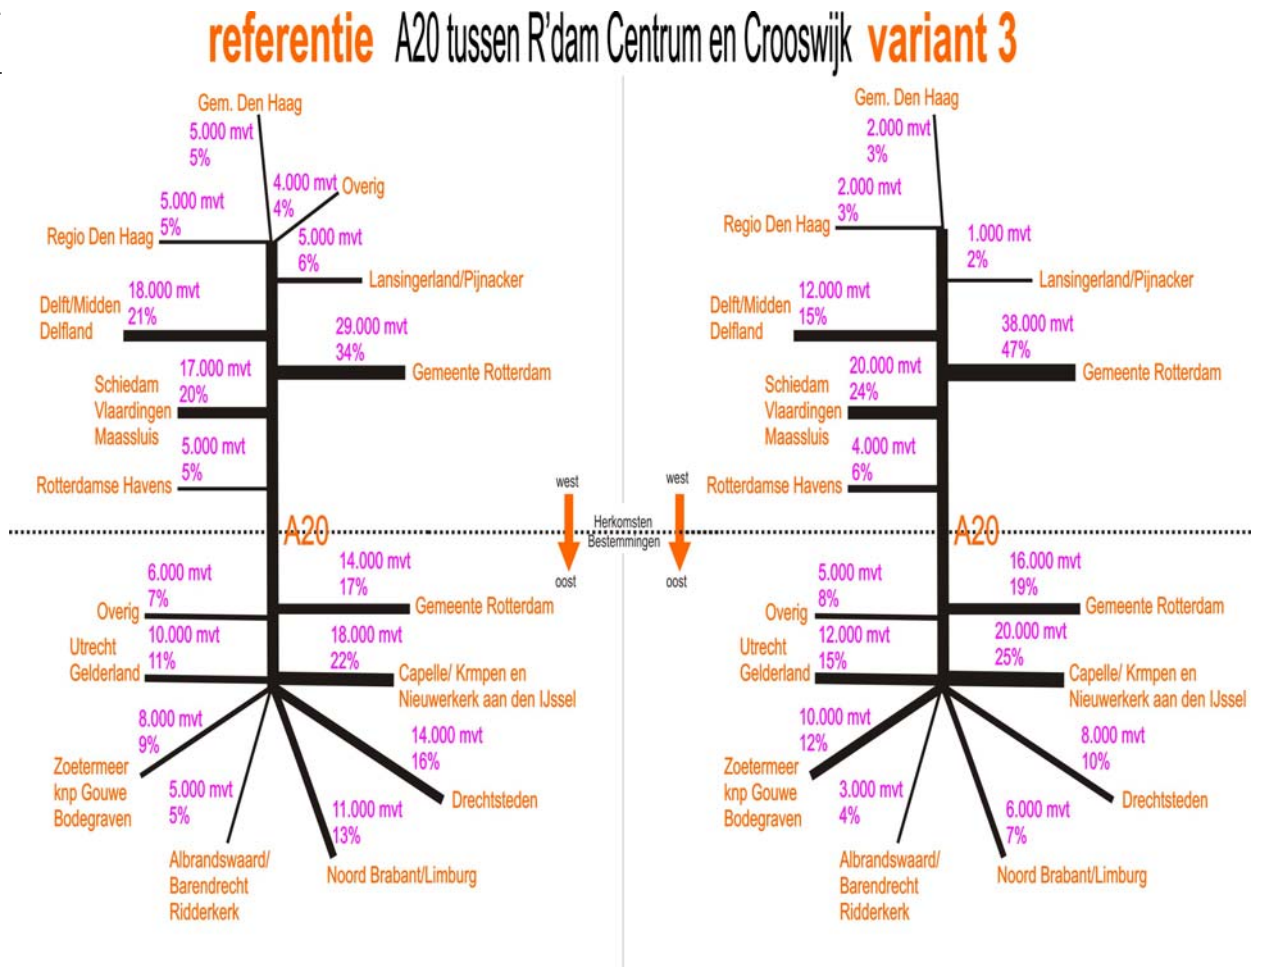 referentie A20 tussen R'dam Centrum en Crooswijk variant 3
Gem. Den Haag
5.000 mvt
5%
4.000 mvt
4%
Overig
5.000 mvt
5%
Regio Den Haag
5.000 mvt
6%
Lansingerland/Pijnacker
18.000 mvt
21%
Delft/Midden
Delfland
29.000 mvt
34%
Gemeente Rotterdam
17.000 mvt
20%
Schiedam
Vlaardingen
Maassluis
5.000 mvt
5%
Rotterdamse Havens
A20
6.000 mvt
7%
Overig
14.000 mvt
17%
Gemeente Rotterdam
10.000 mvt
11%
Utrecht
Gelderland
18.000 mvt
22%
Capelle/ Krmpen en
Nieuwerkerk aan den IJssel
8.000 mvt
9%
Zoetermeer
knp Gouwe
Bodegraven
5.000 mvt
5%
Albrandswaard/
Barendrecht
Ridderkerk
11.000 mvt
13%
Noord Brabant/Limburg
14.000 mvt
16%
Drechtsteden
west
oost
Herkomsten
Bestemmingen
west
oost
Gem. Den Haag
2.000 mvt
3%
2.000 mvt
3%
Regio Den Haag
1.000 mvt
2%
Lansingerland/Pijnacker
12.000 mvt
15%
Delft/Midden
Delfland
38.000 mvt
47%
Gemeente Rotterdam
20.000 mvt
24%
Schiedam
Vlaardingen
Maassluis
4.000 mvt
6%
Rotterdamse Havens
A20
5.000 mvt
8%
Overig
16.000 mvt
19%
Gemeente Rotterdam
12.000 mvt
15%
Utrecht
Gelderland
20.000 mvt
25%
Capelle/ Krmpen en
Nieuwerkerk aan den IJssel
10.000 mvt
12%
Zoetermeer
knp Gouwe
Bodegraven
3.000 mvt
4%
Albrandswaard/
Barendrecht
Ridderkerk
6.000 mvt
7%
Noord Brabant/Limburg
8.000 mvt
10%
Drechtsteden